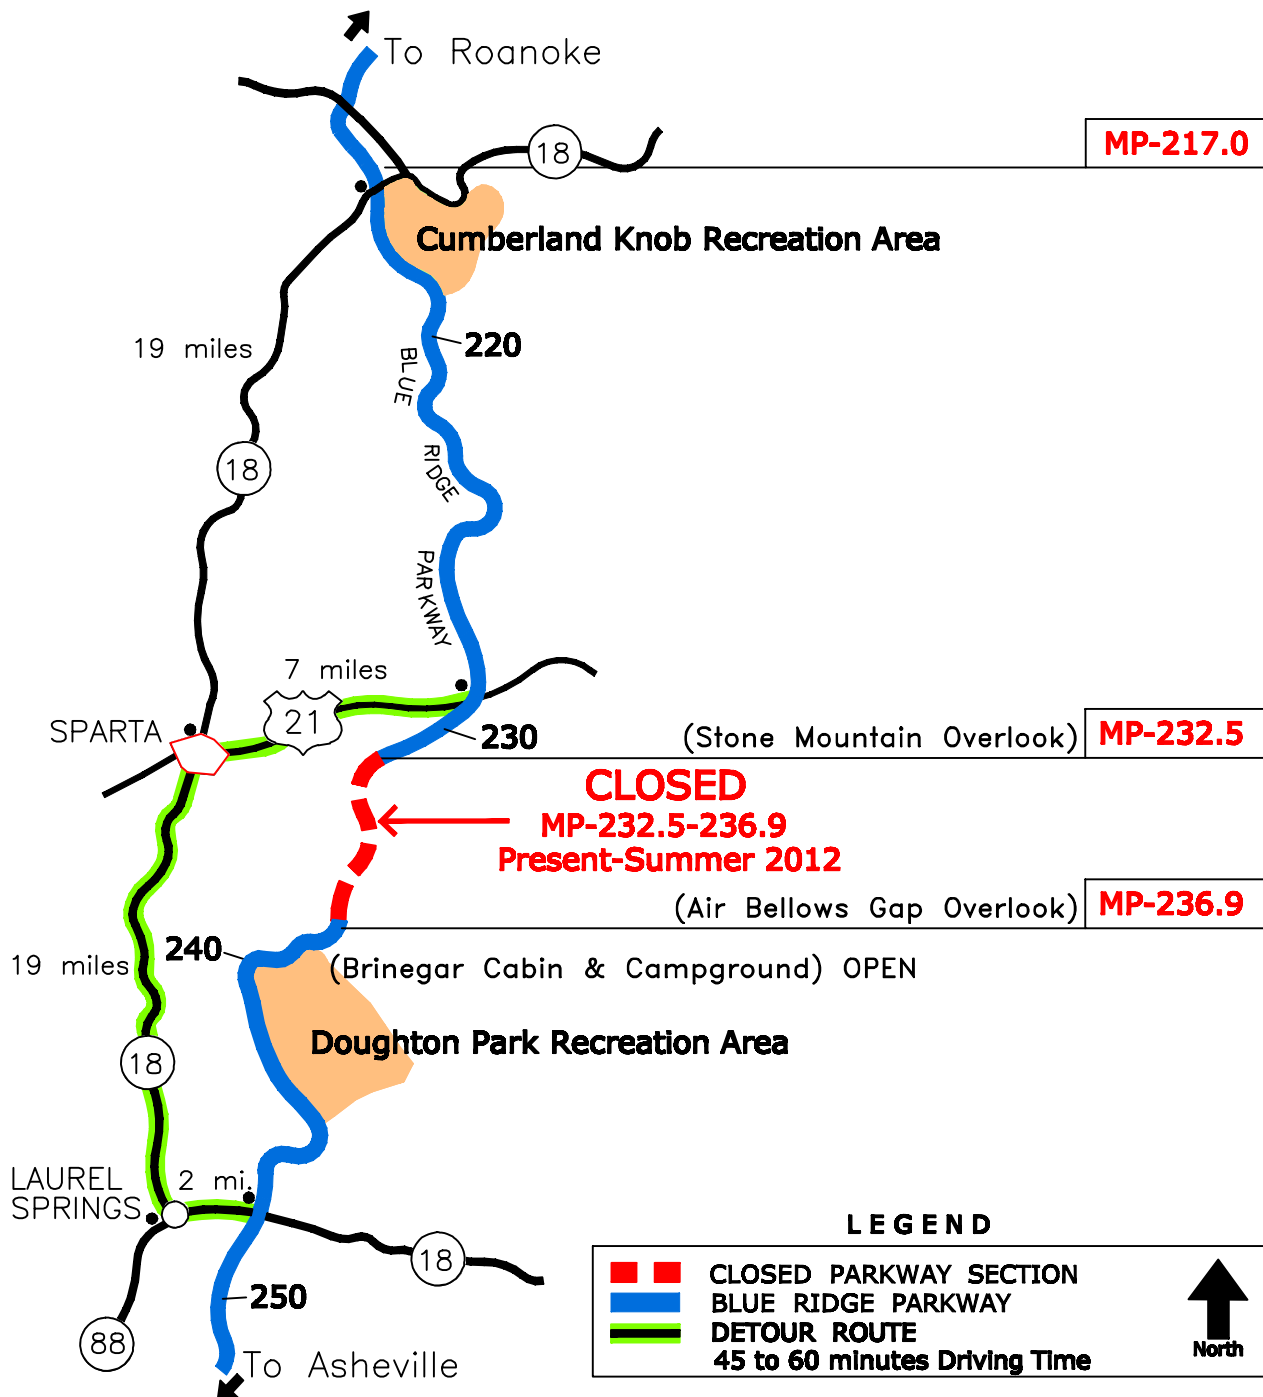 To Roanoke
18
MP-217.0
Cumberland Knob Recreation Area
19 miles
220
BLUE
RIDGE
PARKWAY
18
7 miles
21
SPARTA
230
(Stone Mountain Overlook)
MP-232.5
CLOSED
MP-232.5-236.9
Present-Summer 2012
(Air Bellows Gap Overlook)
MP-236.9
240
19 miles
(Brinegar Cabin & Campground) OPEN
Doughton Park Recreation Area
18
LAUREL
SPRINGS
2 mi.
18
250
88
To Asheville
LEGEND
CLOSED PARKWAY SECTION
BLUE RIDGE PARKWAY
DETOUR ROUTE
45 to 60 minutes Driving Time
North